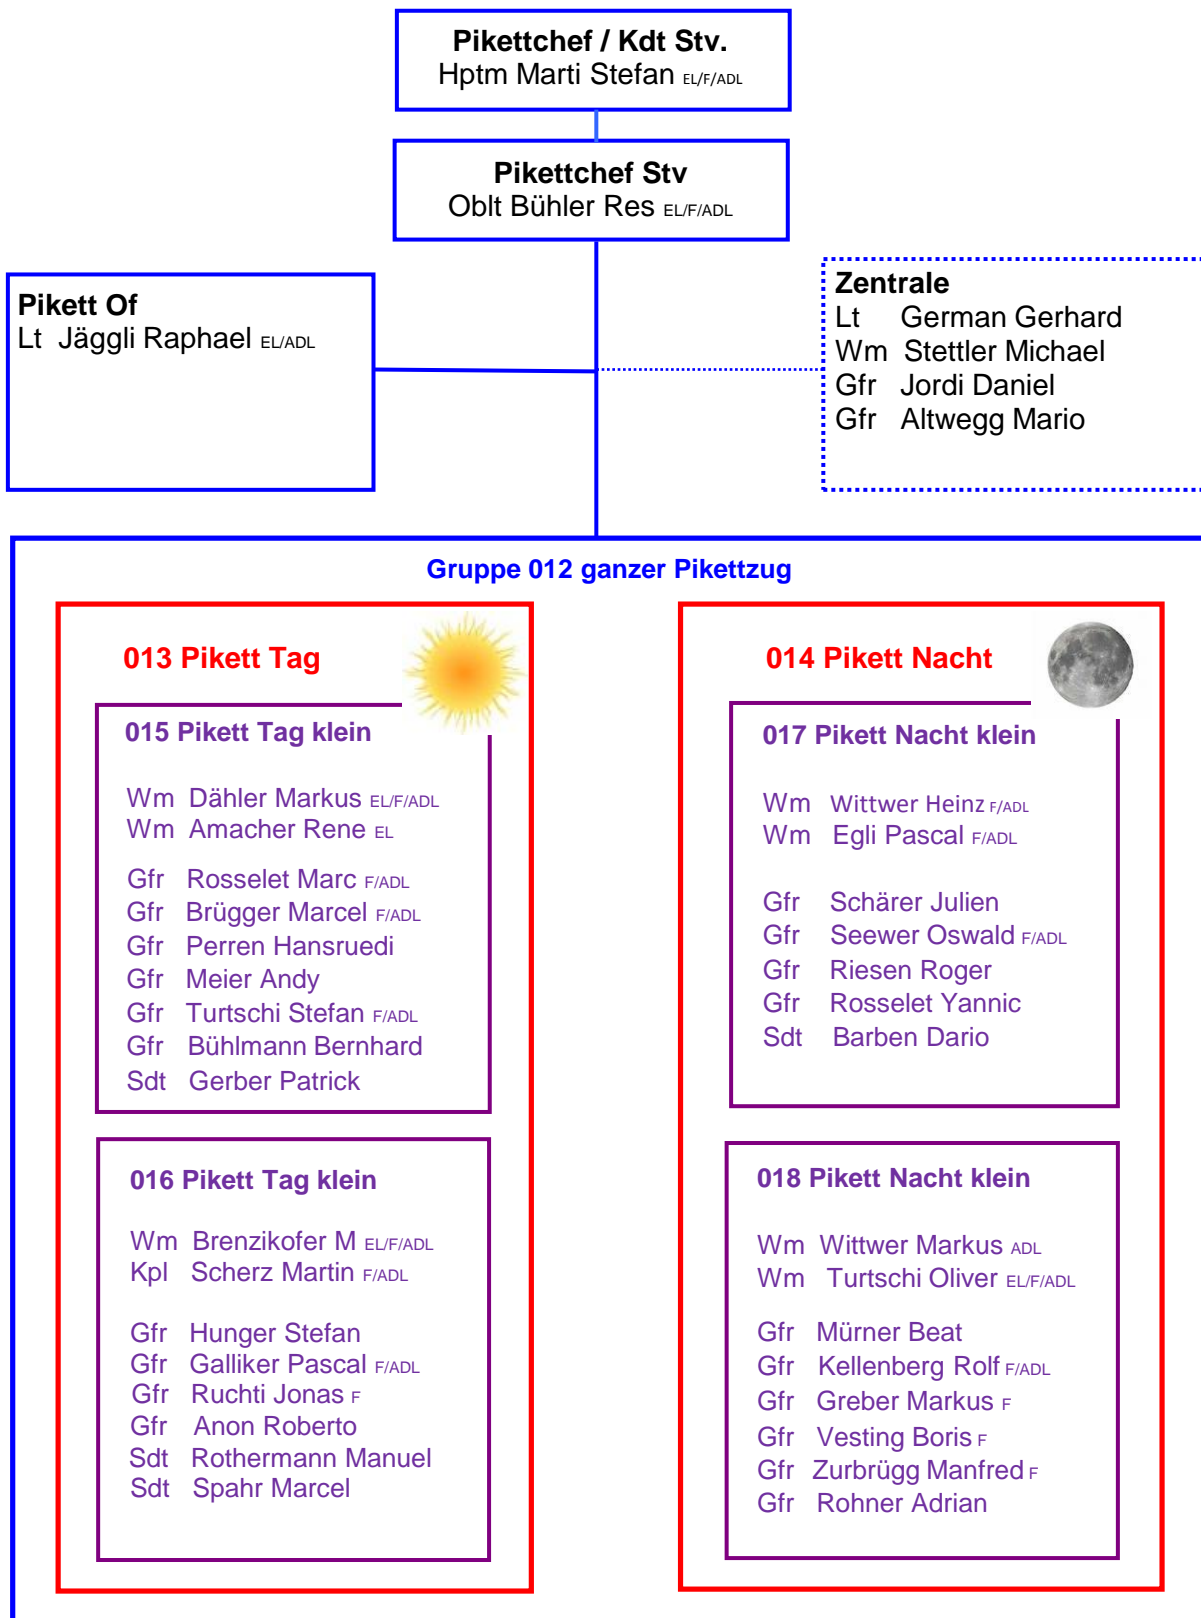 Pikettchef / Kdt Stv.
Hptm Marti Stefan EL/F/ADL
Pikettchef Stv
Oblt Bühler Res EL/F/ADL
Pikett Of
Lt Jäggli Raphael EL/ADL
Zentrale
Lt German Gerhard
Wm Stettler Michael
Gfr Jordi Daniel
Gfr Altwegg Mario
Gruppe 012 ganzer Pikettzug
013 Pikett Tag
015 Pikett Tag klein
Wm Dähler Markus EL/F/ADL
Wm Amacher Rene EL
Gfr Rosselet Marc F/ADL
Gfr Brügger Marcel F/ADL
Gfr Perren Hansruedi
Gfr Meier Andy
Gfr Turtschi Stefan F/ADL
Gfr Bühlmann Bernhard
Sdt Gerber Patrick
016 Pikett Tag klein
Wm Brenzikofer M EL/F/ADL
Kpl Scherz Martin F/ADL
Gfr Hunger Stefan
Gfr Galliker Pascal F/ADL
Gfr Ruchti Jonas F
Gfr Anon Roberto
Sdt Rothermann Manuel
Sdt Spahr Marcel
014 Pikett Nacht
017 Pikett Nacht klein
Wm Wittwer Heinz F/ADL
Wm Egli Pascal F/ADL
Gfr Schärer Julien
Gfr Seewer Oswald F/ADL
Gfr Riesen Roger
Gfr Rosselet Yannic
Sdt Barben Dario
018 Pikett Nacht klein
Wm Wittwer Markus ADL
Wm Turtschi Oliver EL/F/ADL
Gfr Mürner Beat
Gfr Kellenberg Rolf F/ADL
Gfr Greber Markus F
Gfr Vesting Boris F
Gfr Zurbrügg Manfred F
Gfr Rohner Adrian